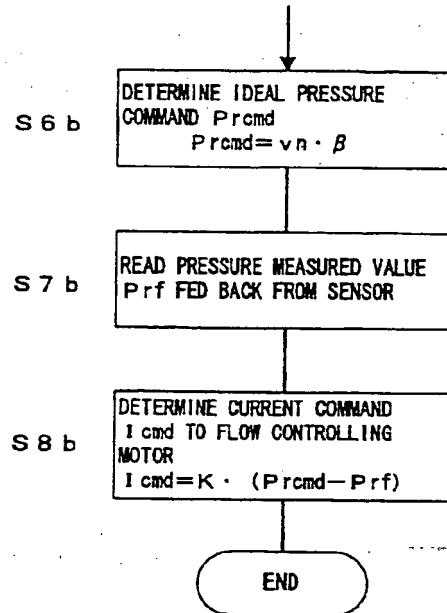 S6b
DETERMINE IDEAL PRESSURE
COMMAND Prcmd
Prcmd=vn・β
S7b
READ PRESSURE MEASURED VALUE
Prf FED BACK FROM SENSOR
S8b
DETERMINE CURRENT COMMAND
Icmd TO FLOW CONTROLLING
MOTOR
Icmd=K・(Prcmd−Prf)
END